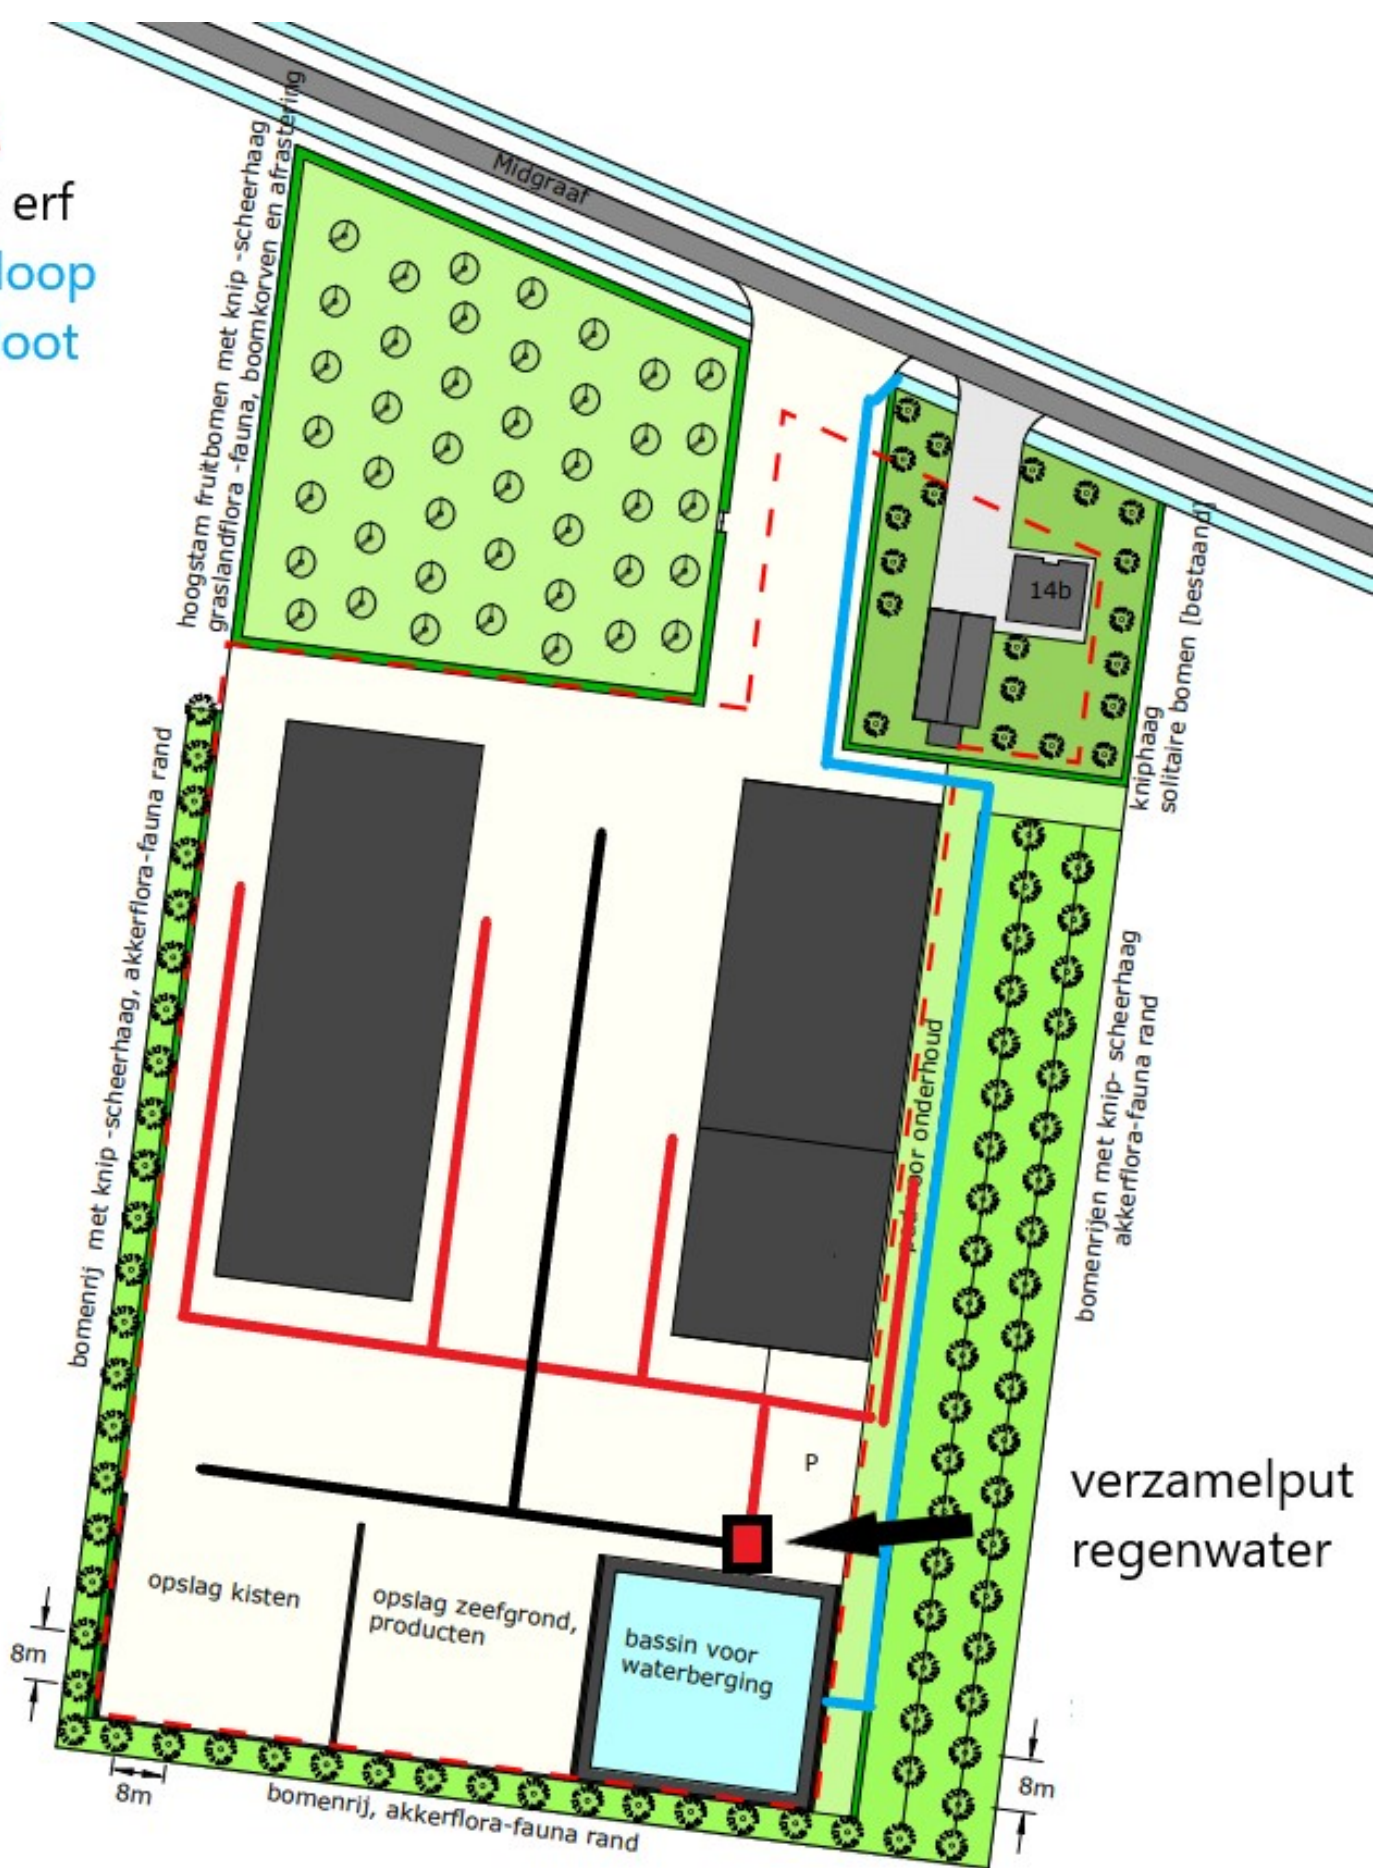 erf
loop
oot
Midgraaf
hoogstam fruitbomen met knip -scheerhaag
graslandflora -fauna, boomkorven en afrastering
14b
kniphaag
solitaire bomen [bestaand]
bomenrij met knip -scheerhaag, akkerflora-fauna rand
pad voor onderhoud
bomenrijen met knip- scheerhaag
akkerflora-fauna rand
P
verzamelput
regenwater
opslag kisten
opslag zeefgrond,
producten
bassin voor
waterberging
8m
8m
8m
bomenrij, akkerflora-fauna rand